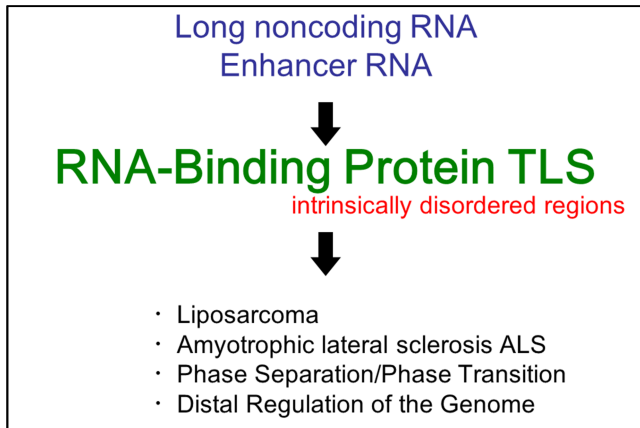 Long noncoding RNA
Enhancer RNA
RNA-Binding Protein TLS
intrinsically disordered regions
・ Liposarcoma
・ Amyotrophic lateral sclerosis ALS
・ Phase Separation/Phase Transition
・ Distal Regulation of the Genome